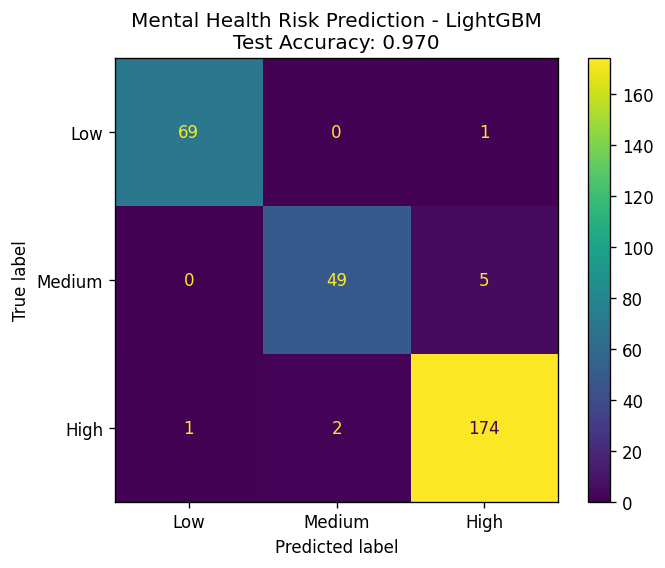 Mental Health Risk Prediction - LightGBM
Test Accuracy: 0.970
Low 69 0 1
Medium 0 49 5
High 1 2 174
Low Medium High
True label
Predicted label
160
140
120
100
80
60
40
20
0